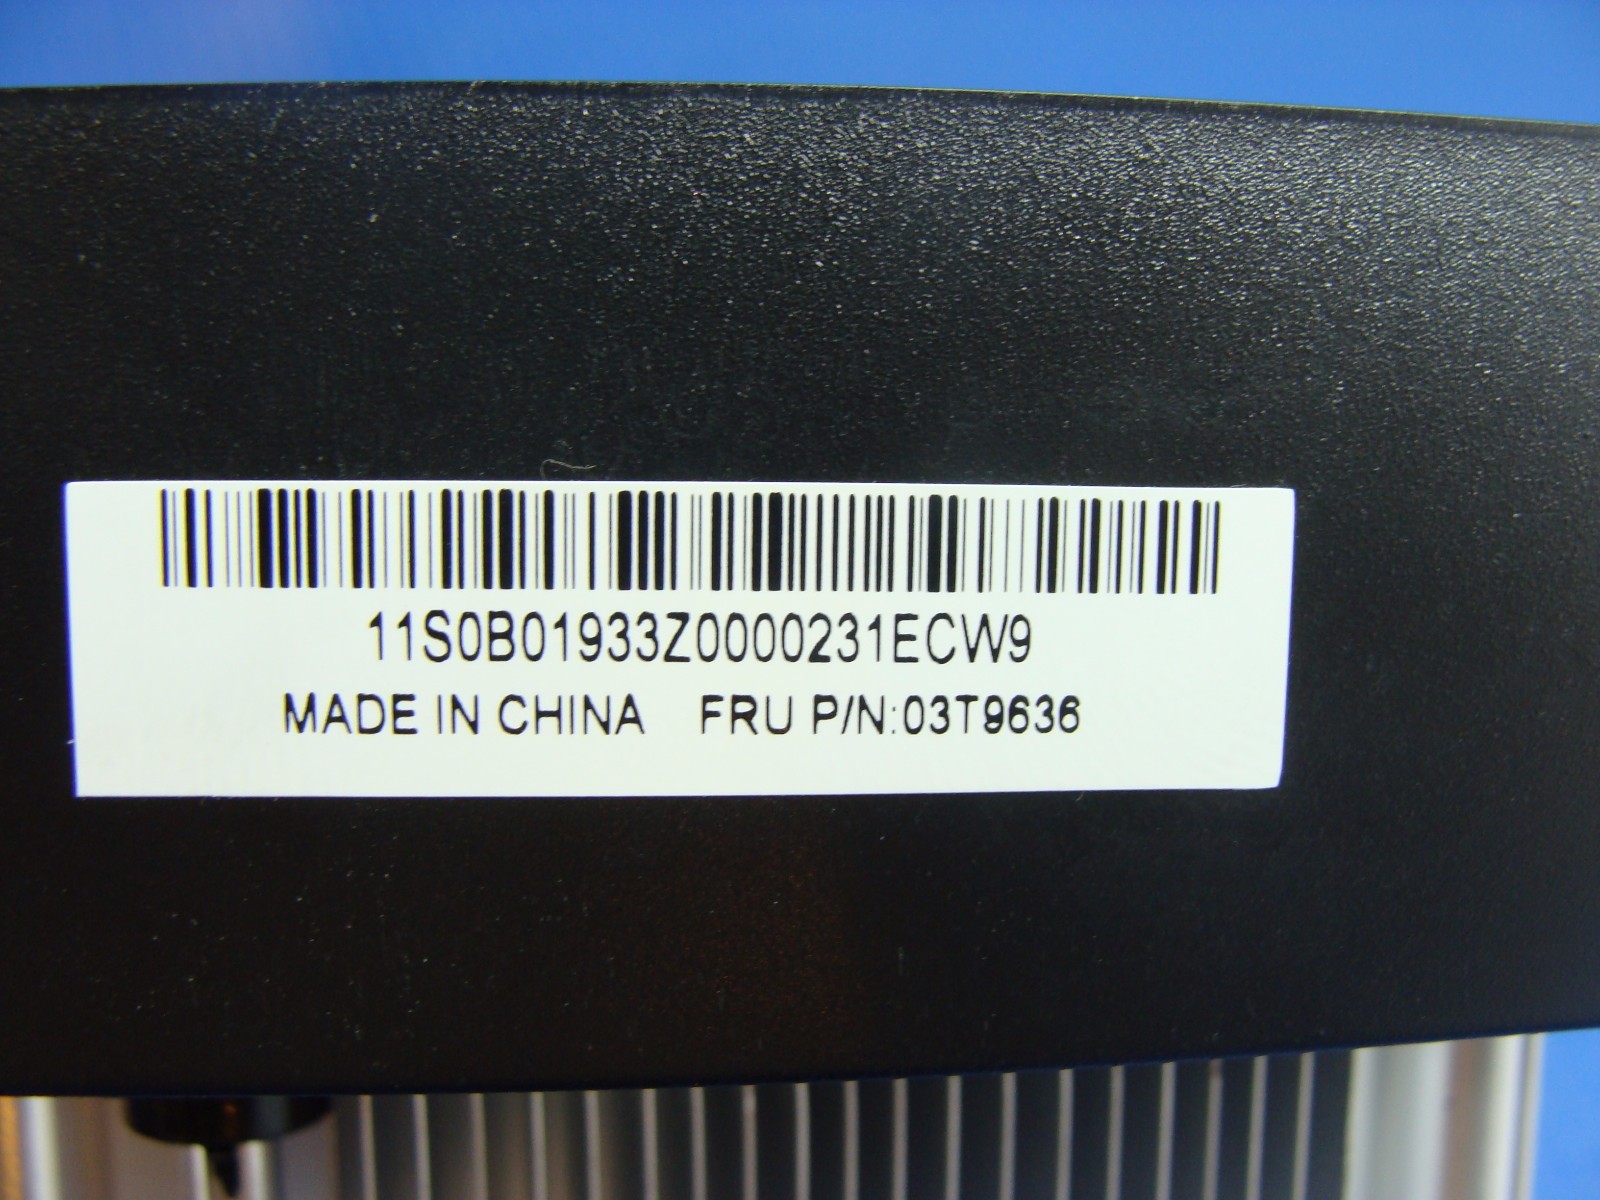 11S0B01933Z0000231ECW9
MADE IN CHINA FRU P/N:03T9636